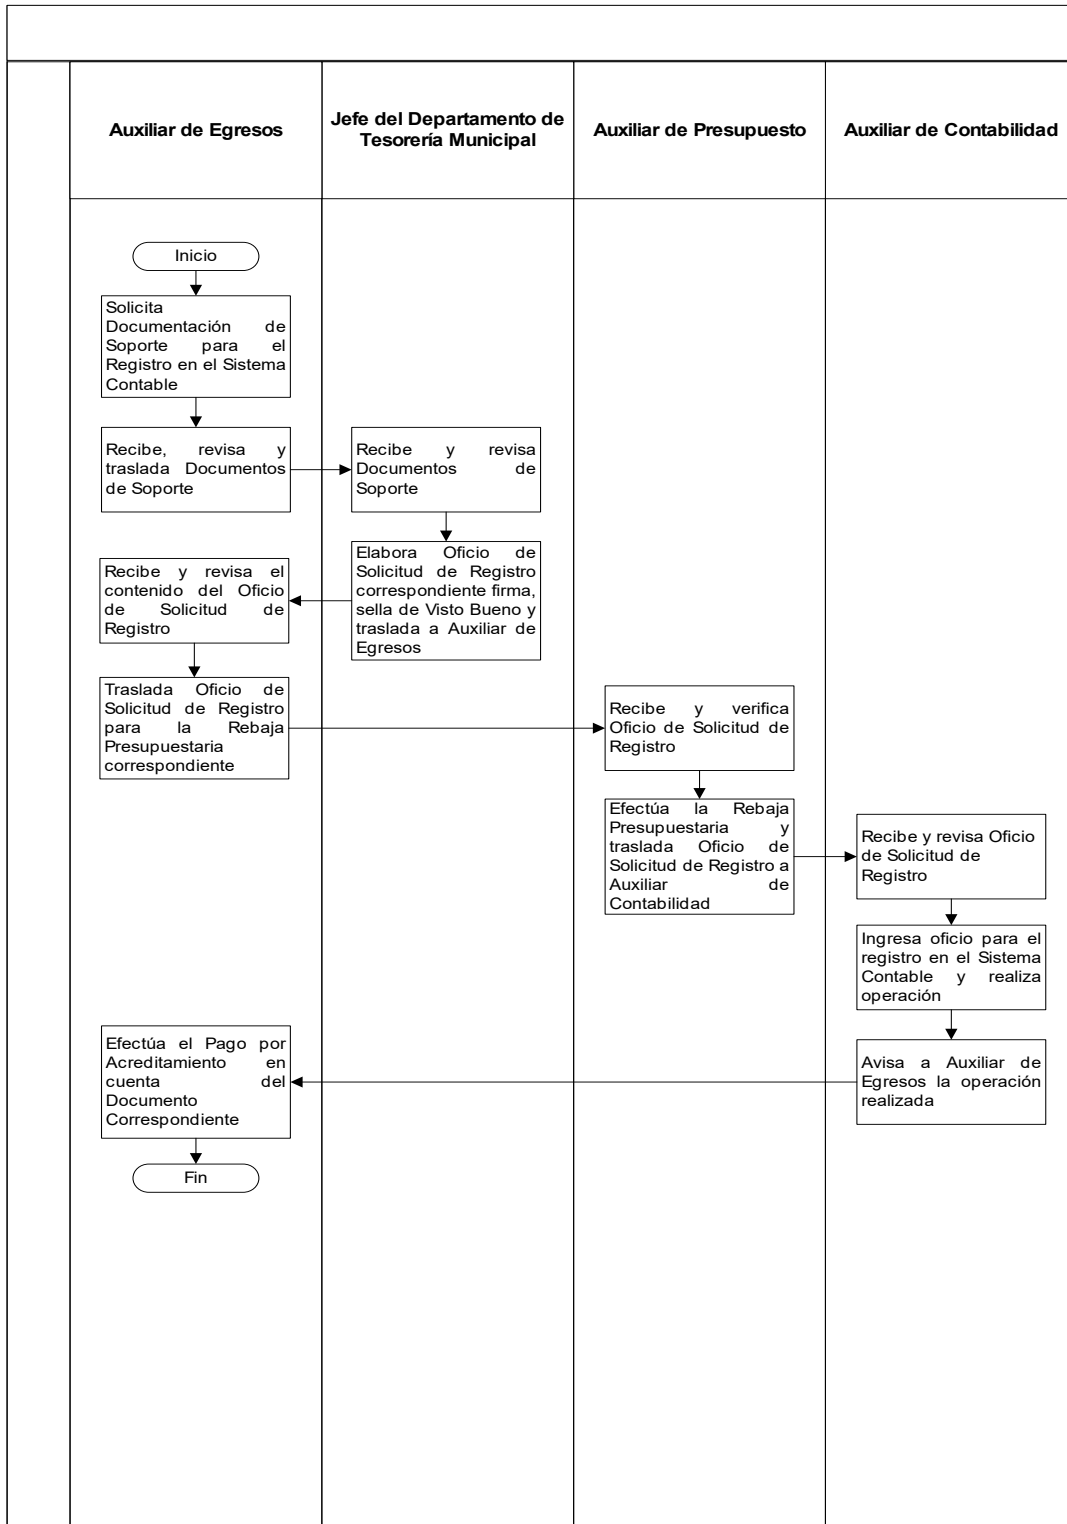 Auxiliar de Egresos
Jefe del Departamento de
Tesorería Municipal
Auxiliar de Presupuesto
Auxiliar de Contabilidad
Inicio
Solicita
Documentación de
Soporte para el
Registro en el Sistema
Contable
Recibe, revisa y
traslada Documentos
de Soporte
Recibe y revisa
Documentos de
Soporte
Elabora Oficio de
Solicitud de Registro
correspondiente firma,
sella de Visto Bueno y
traslada a Auxiliar de
Egresos
Recibe y revisa el
contenido del Oficio
de Solicitud de
Registro
Traslada Oficio de
Solicitud de Registro
para la Rebaja
Presupuestaria
correspondiente
Recibe y verifica
Oficio de Solicitud de
Registro
Efectúa la Rebaja
Presupuestaria y
traslada Oficio de
Solicitud de Registro a
Auxiliar de
Contabilidad
Recibe y revisa Oficio
de Solicitud de
Registro
Ingresa oficio para el
registro en el Sistema
Contable y realiza
operación
Avisa a Auxiliar de
Egresos la operación
realizada
Efectúa el Pago por
Acreditamiento en
cuenta del
Documento
Correspondiente
Fin